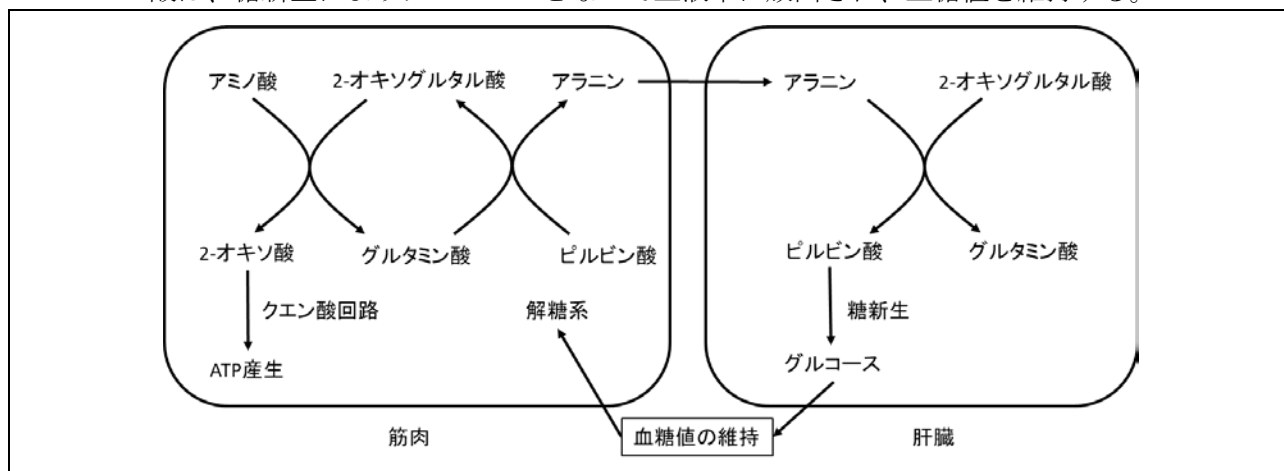 アミノ酸 2-オキソグルタル酸 アラニン アラニン 2-オキソグルタル酸
2-オキソ酸 グルタミン酸 ピルビン酸 ピルビン酸 グルタミン酸
クエン酸回路 解糖系 糖新生
ATP産生 グルコース
筋肉 血糖値の維持 肝臓